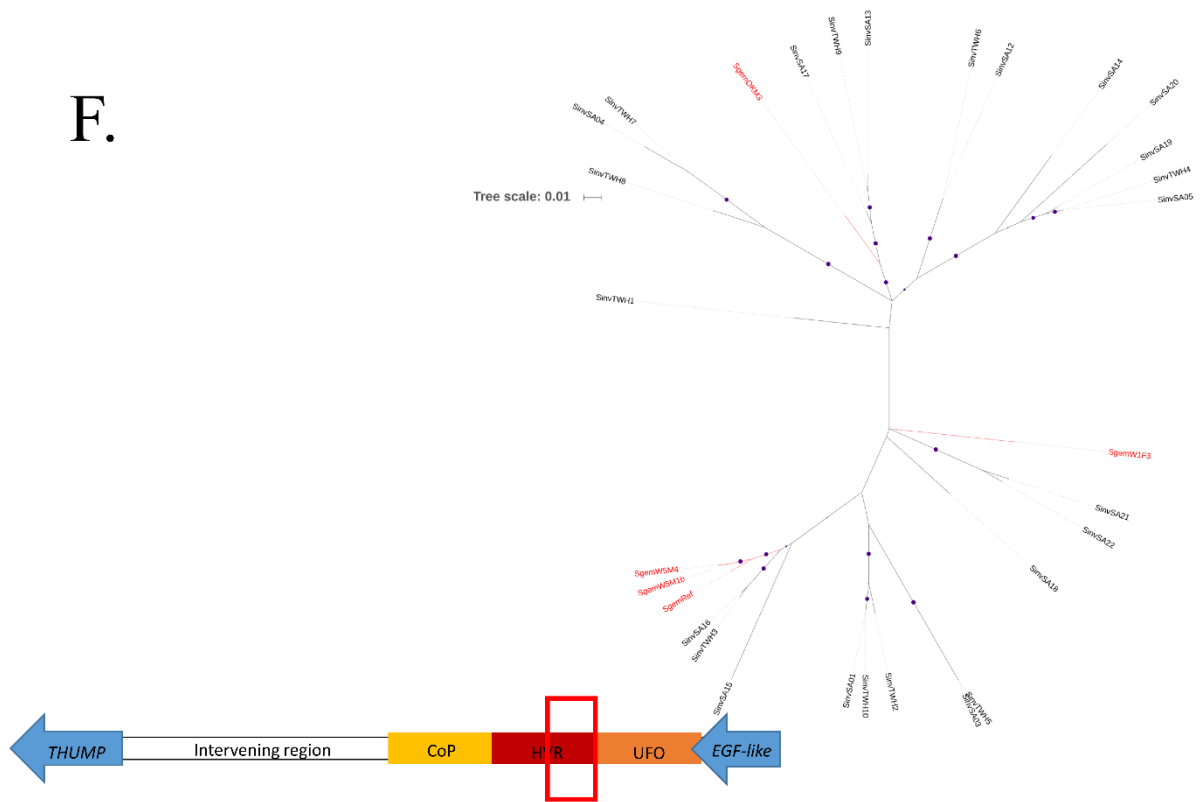 F.
SinvSA13
SinvTWH9
SinvSA17
SgemOKM3
SinvTWH6
SinvSA12
SinvSA14
SinvSA20
SinvTWH7
SinvSA04
SinvTWH8
Tree scale: 0.01
SinvSA19
SinvTWH4
SinvSA05
SinvTWH1
SgemW1F3
SinvSA21
SinvSA22
SinvSA18
SgemW5M4
SgemW5M1b
SgemRef
SinvSA16
SinvTWH3
SinvSA15
SinvSA01
SinvTWH10
SinvTWH2
SinvTWH5
SinvSA03
THUMP Intervening region CoP HVR UFO EGF-like